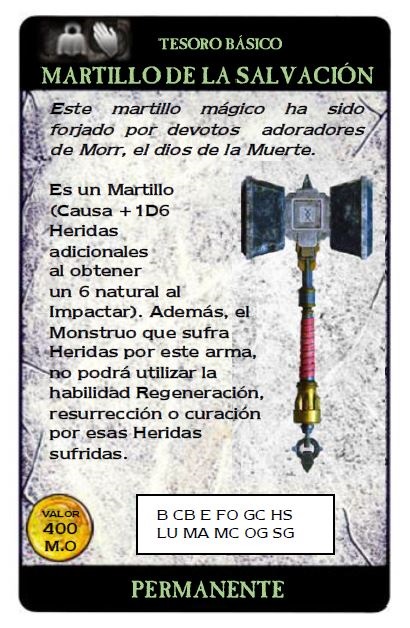 TESORO BÁSICO
MARTILLO DE LA SALVACIÓN
Este martillo mágico ha sido
forjado por devotos adoradores
de Morr, el dios de la Muerte.
Es un Martillo
(Causa +1D6
Heridas
adicionales
al obtener
un 6 natural al
Impactar). Además, el
Monstruo que sufra
Heridas por este arma,
no podrá utilizar la
habilidad Regeneración,
resurrección o curación
por esas Heridas
sufridas.
VALOR
400
M.O
B CB E FO GC HS
LU MA MC OG SG
PERMANENTE